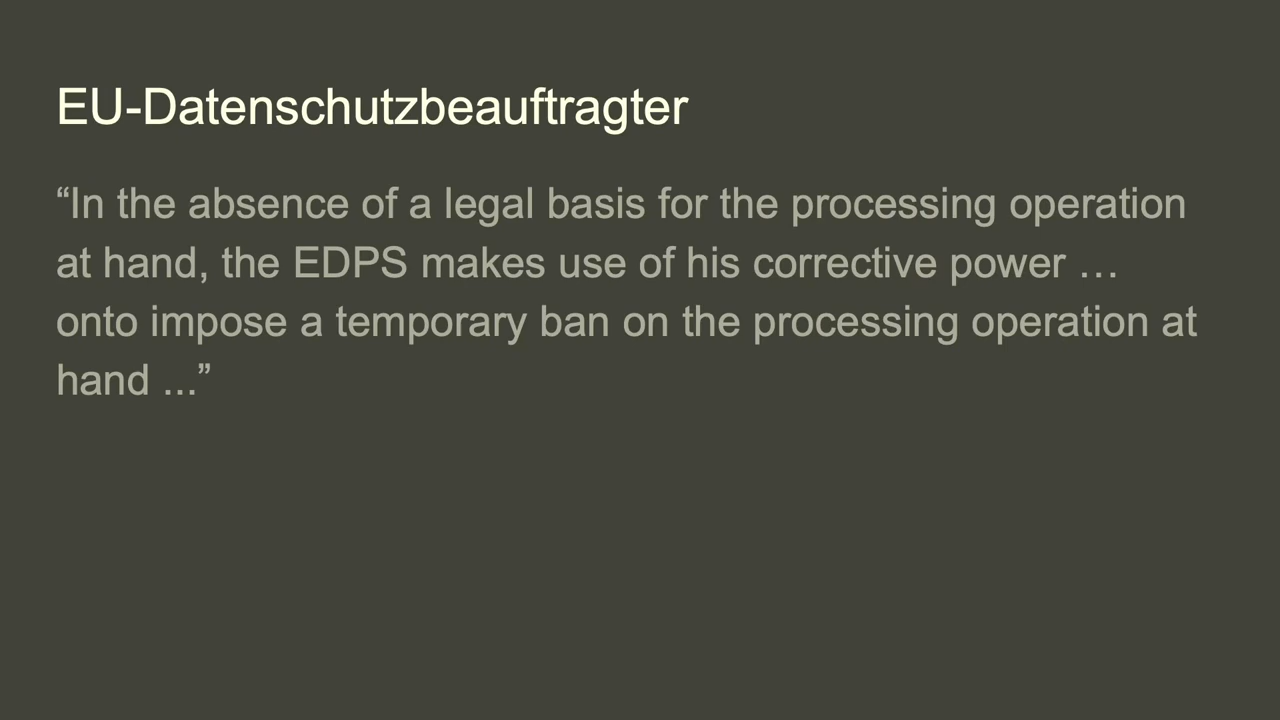 EU-Datenschutzbeauftragter
“In the absence of a legal basis for the processing operation
at hand, the EDPS makes use of his corrective power …
onto impose a temporary ban on the processing operation at
hand ...”